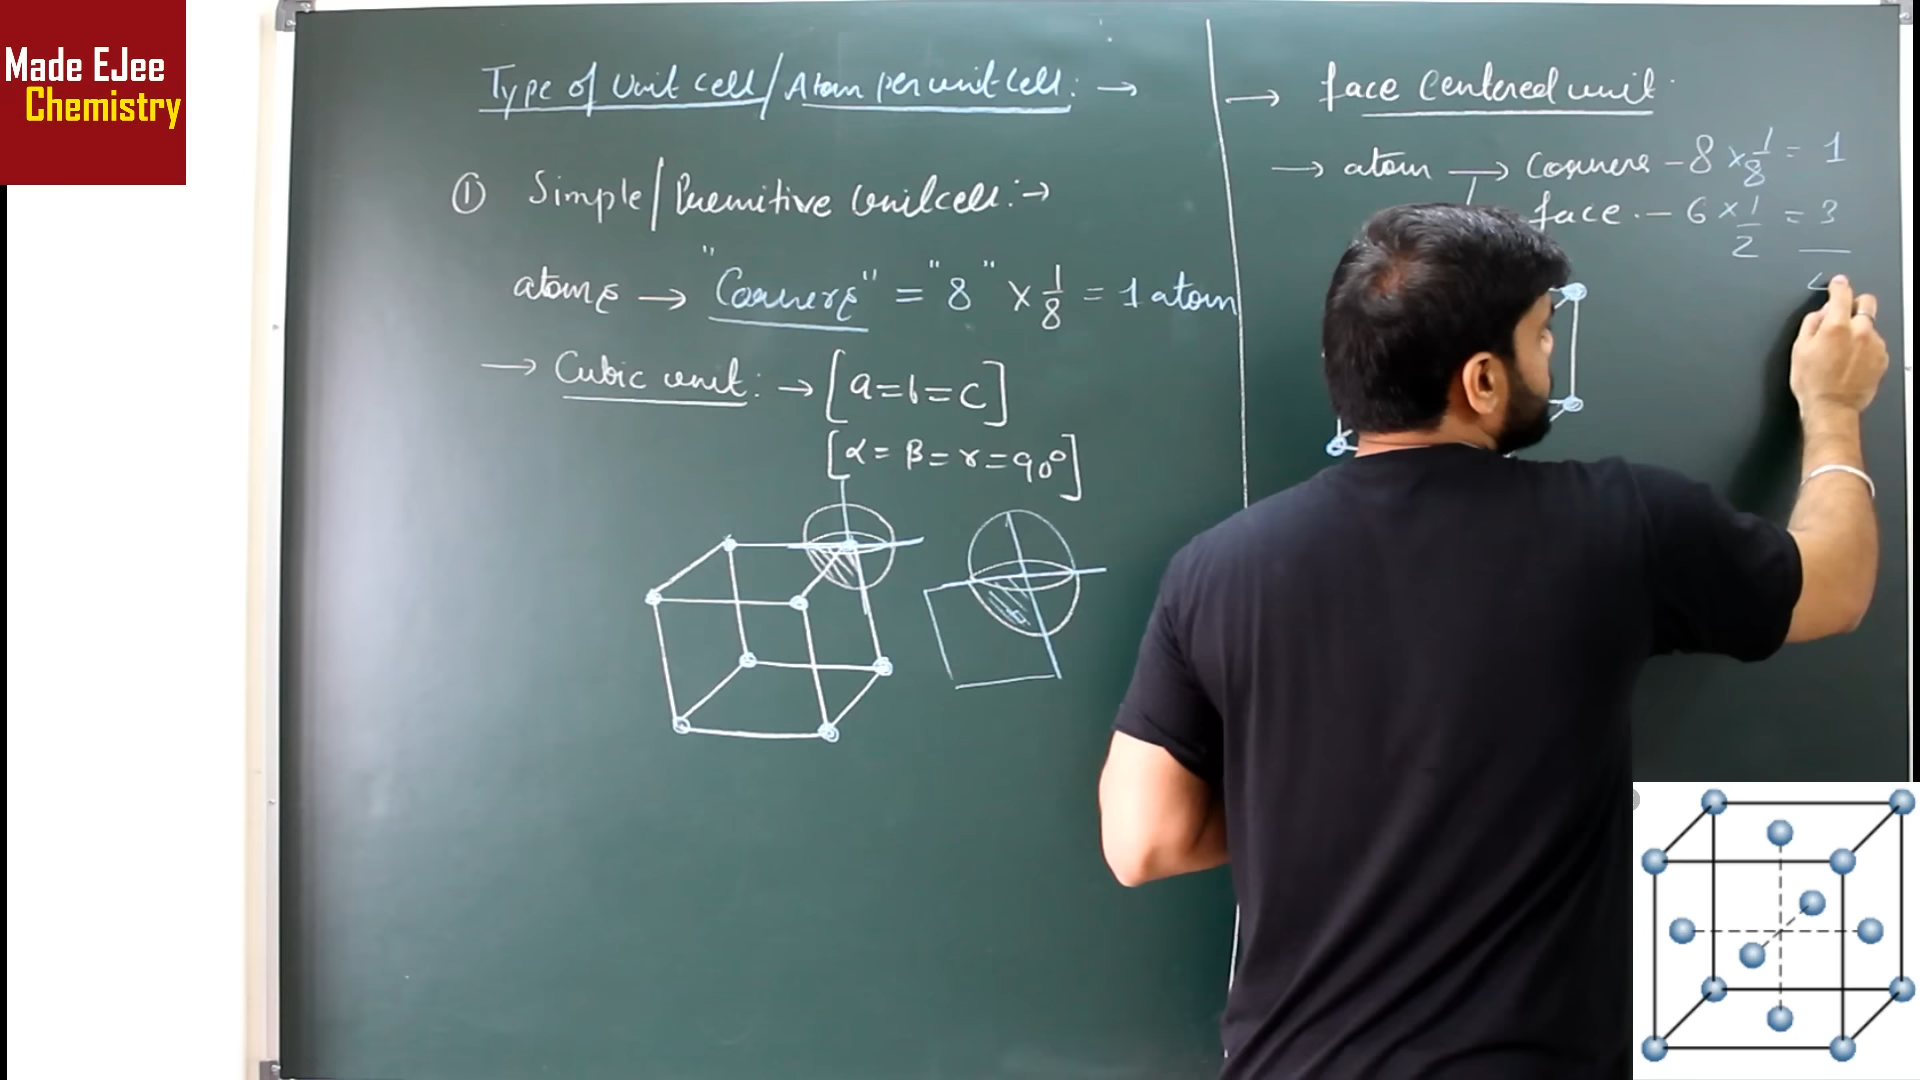 Made EJee
Chemistry
Type of Unit cell / Atom per unit cell : →
① Simple / Premitive Unitcell : →
atoms → "Corners" = "8" × 1/8 = 1 atom
→ Cubic unit : → [a = b = c]
[α = β = γ = 90°]
→ face Centered unit
→ atom → Corners - 8 × 1/8 = 1
face . - 6 × 1/2 = 3